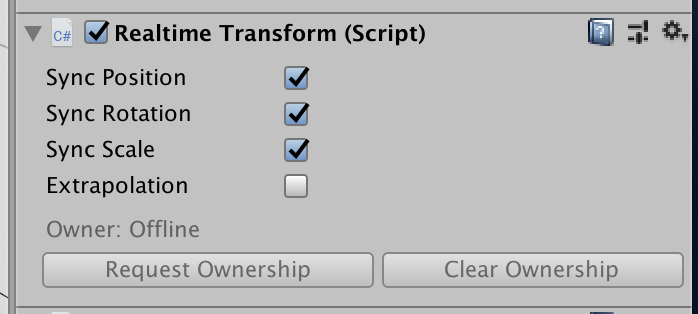 C# Realtime Transform (Script)
Sync Position
Sync Rotation
Sync Scale
Extrapolation
Owner: Offline
Request Ownership Clear Ownership